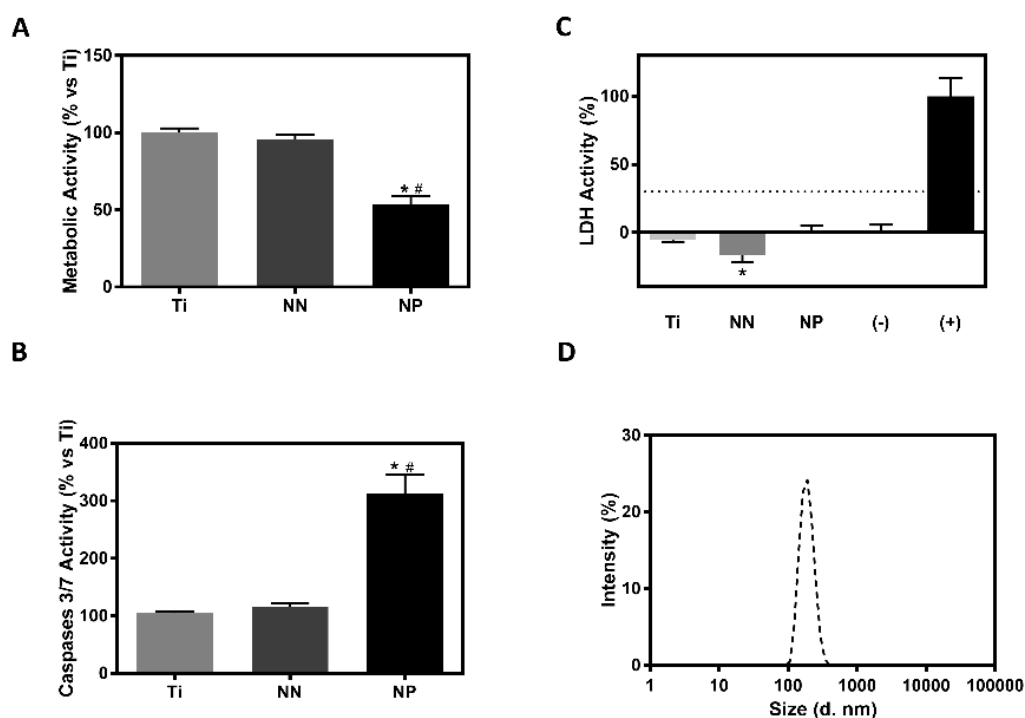 A
Metabolic Activity (% vs Ti)
150
100
50
0
* #
Ti NN NP
C
LDH Activity (%)
100
50
0
*
Ti NN NP (-) (+)
B
Caspases 3/7 Activity (% vs Ti)
400
300
200
100
0
* #
Ti NN NP
D
Intensity (%)
30
20
10
0
1 10 100 1000 10000 100000
Size (d. nm)